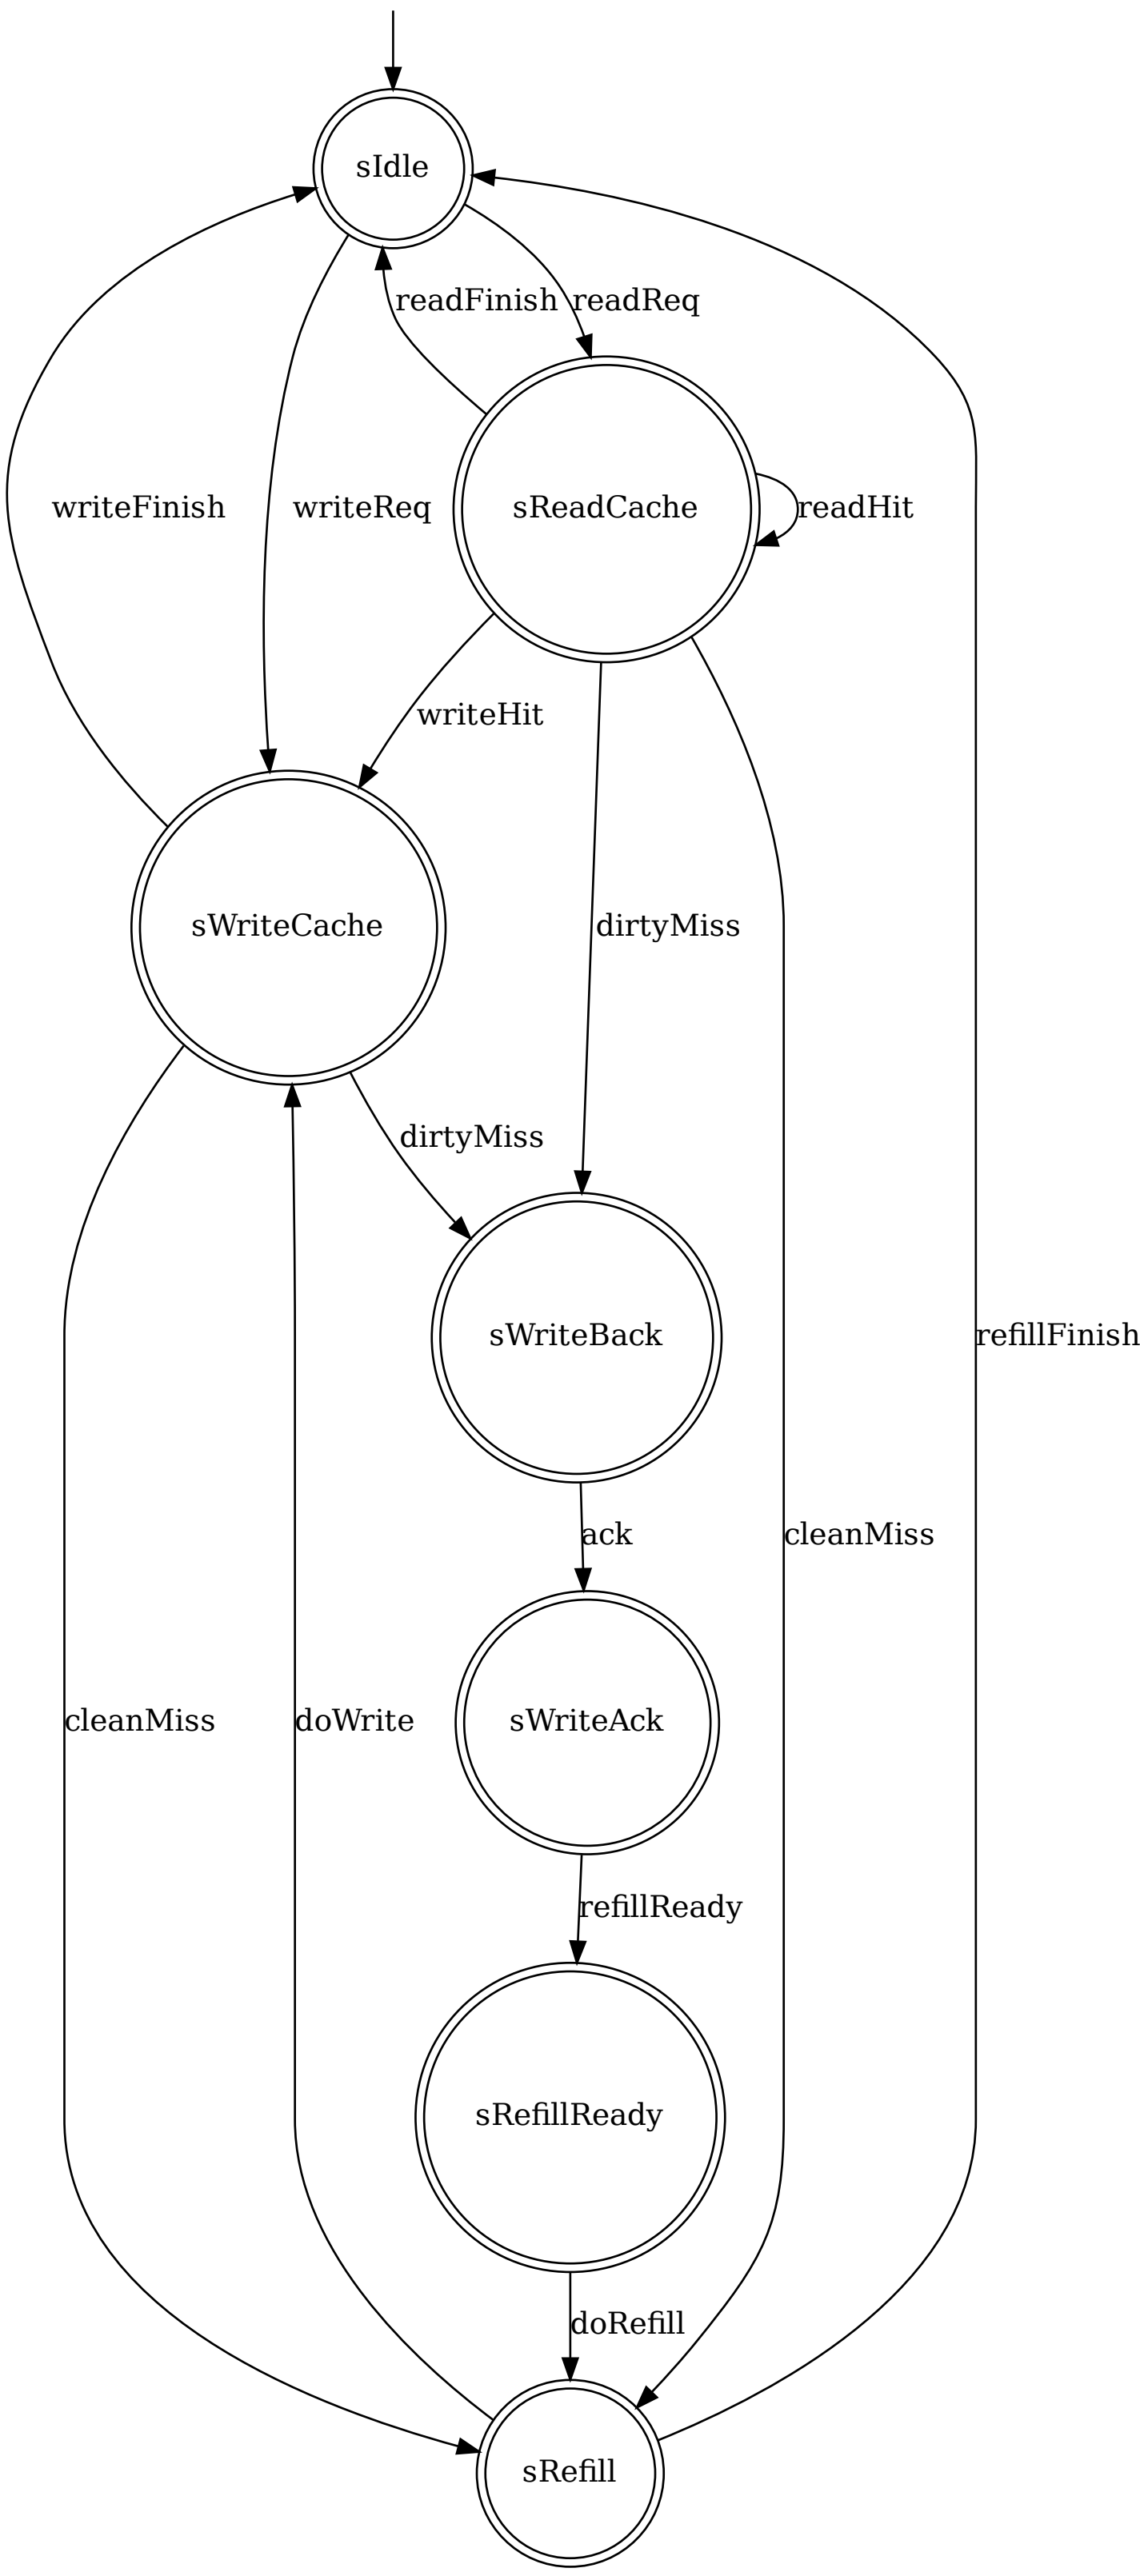 sIdle
readFinish
readReq
writeFinish
writeReq
sReadCache
readHit
writeHit
sWriteCache
dirtyMiss
dirtyMiss
sWriteBack
refillFinish
ack
cleanMiss
cleanMiss
doWrite
sWriteAck
refillReady
sRefillReady
doRefill
sRefill